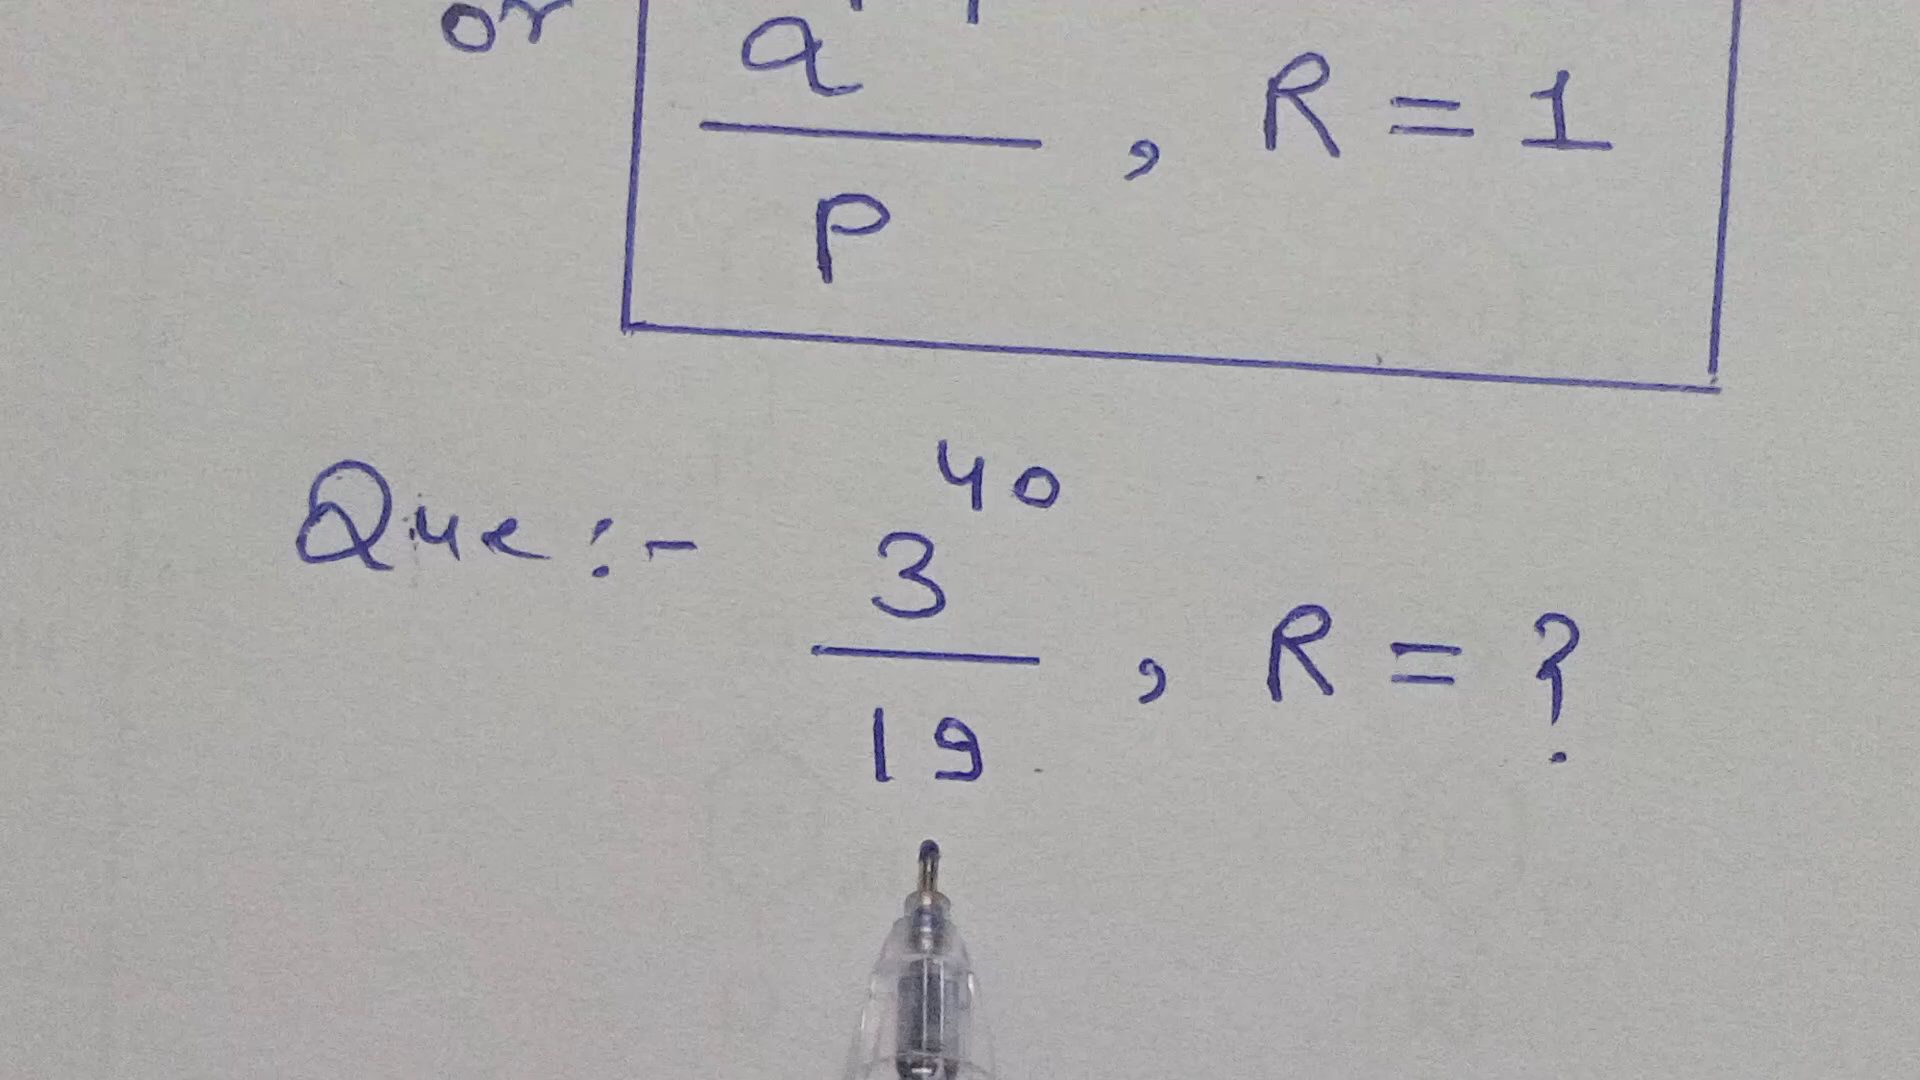 or a
P , R = 1
Que :- 3^40
19 , R = ?